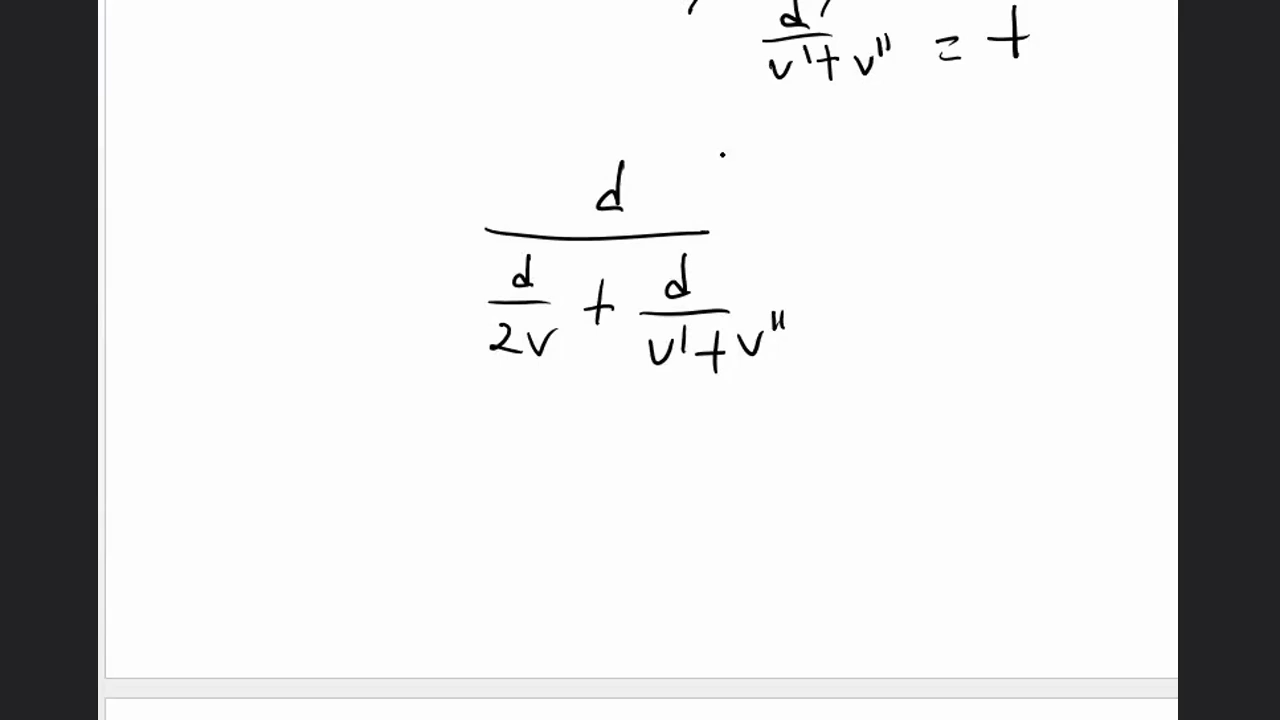 d
v'+v" = t
d
d + d
2v v'+v"